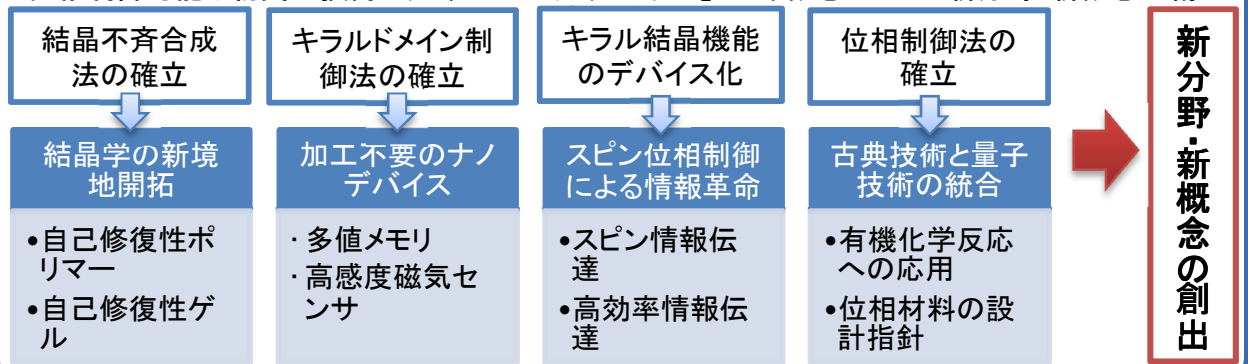 結晶不斉合成
法の確立
キラルドメイン制
御法の確立
キラル結晶機能
のデバイス化
位相制御法の
確立
結晶学の新境
地開拓
加工不要のナノ
デバイス
スピン位相制御
による情報革命
古典技術と量子
技術の統合
•自己修復性ポ
リマー
•自己修復性ゲ
ル
・多値メモリ
・高感度磁気セ
ンサ
•スピン情報伝
達
•高効率情報伝
達
•有機化学反応
への応用
•位相材料の設
計指針
新分野・新概念の創出